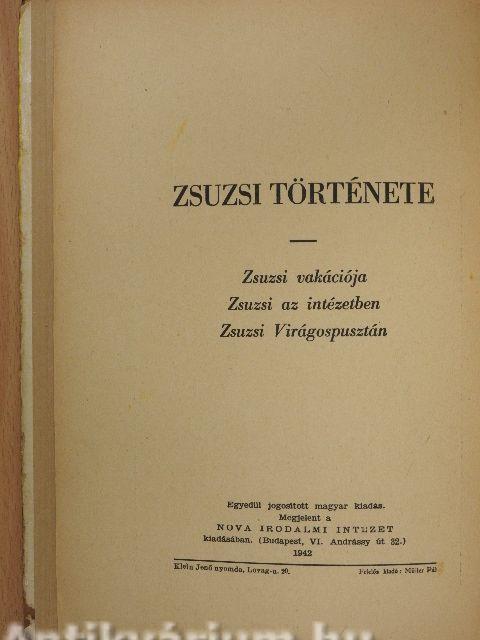 ZSUZSI TÖRTÉNETE
Zsuzsi vakációja
Zsuzsi az intézetben
Zsuzsi Virágospusztán
Egyedül jogosított magyar kiadás.
Megjelent a
NOVA IRODALMI INTÉZET
kiadásában. (Budapest, VI. Andrássy út 32.)
1942
Klein Jenő nyomda, Lovag-u. 20. Felelős kiadó: Müller Pál
Antikvárium.hu